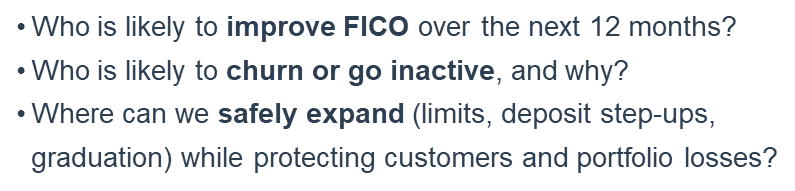 • Who is likely to improve FICO over the next 12 months?
• Who is likely to churn or go inactive, and why?
• Where can we safely expand (limits, deposit step-ups,
graduation) while protecting customers and portfolio losses?